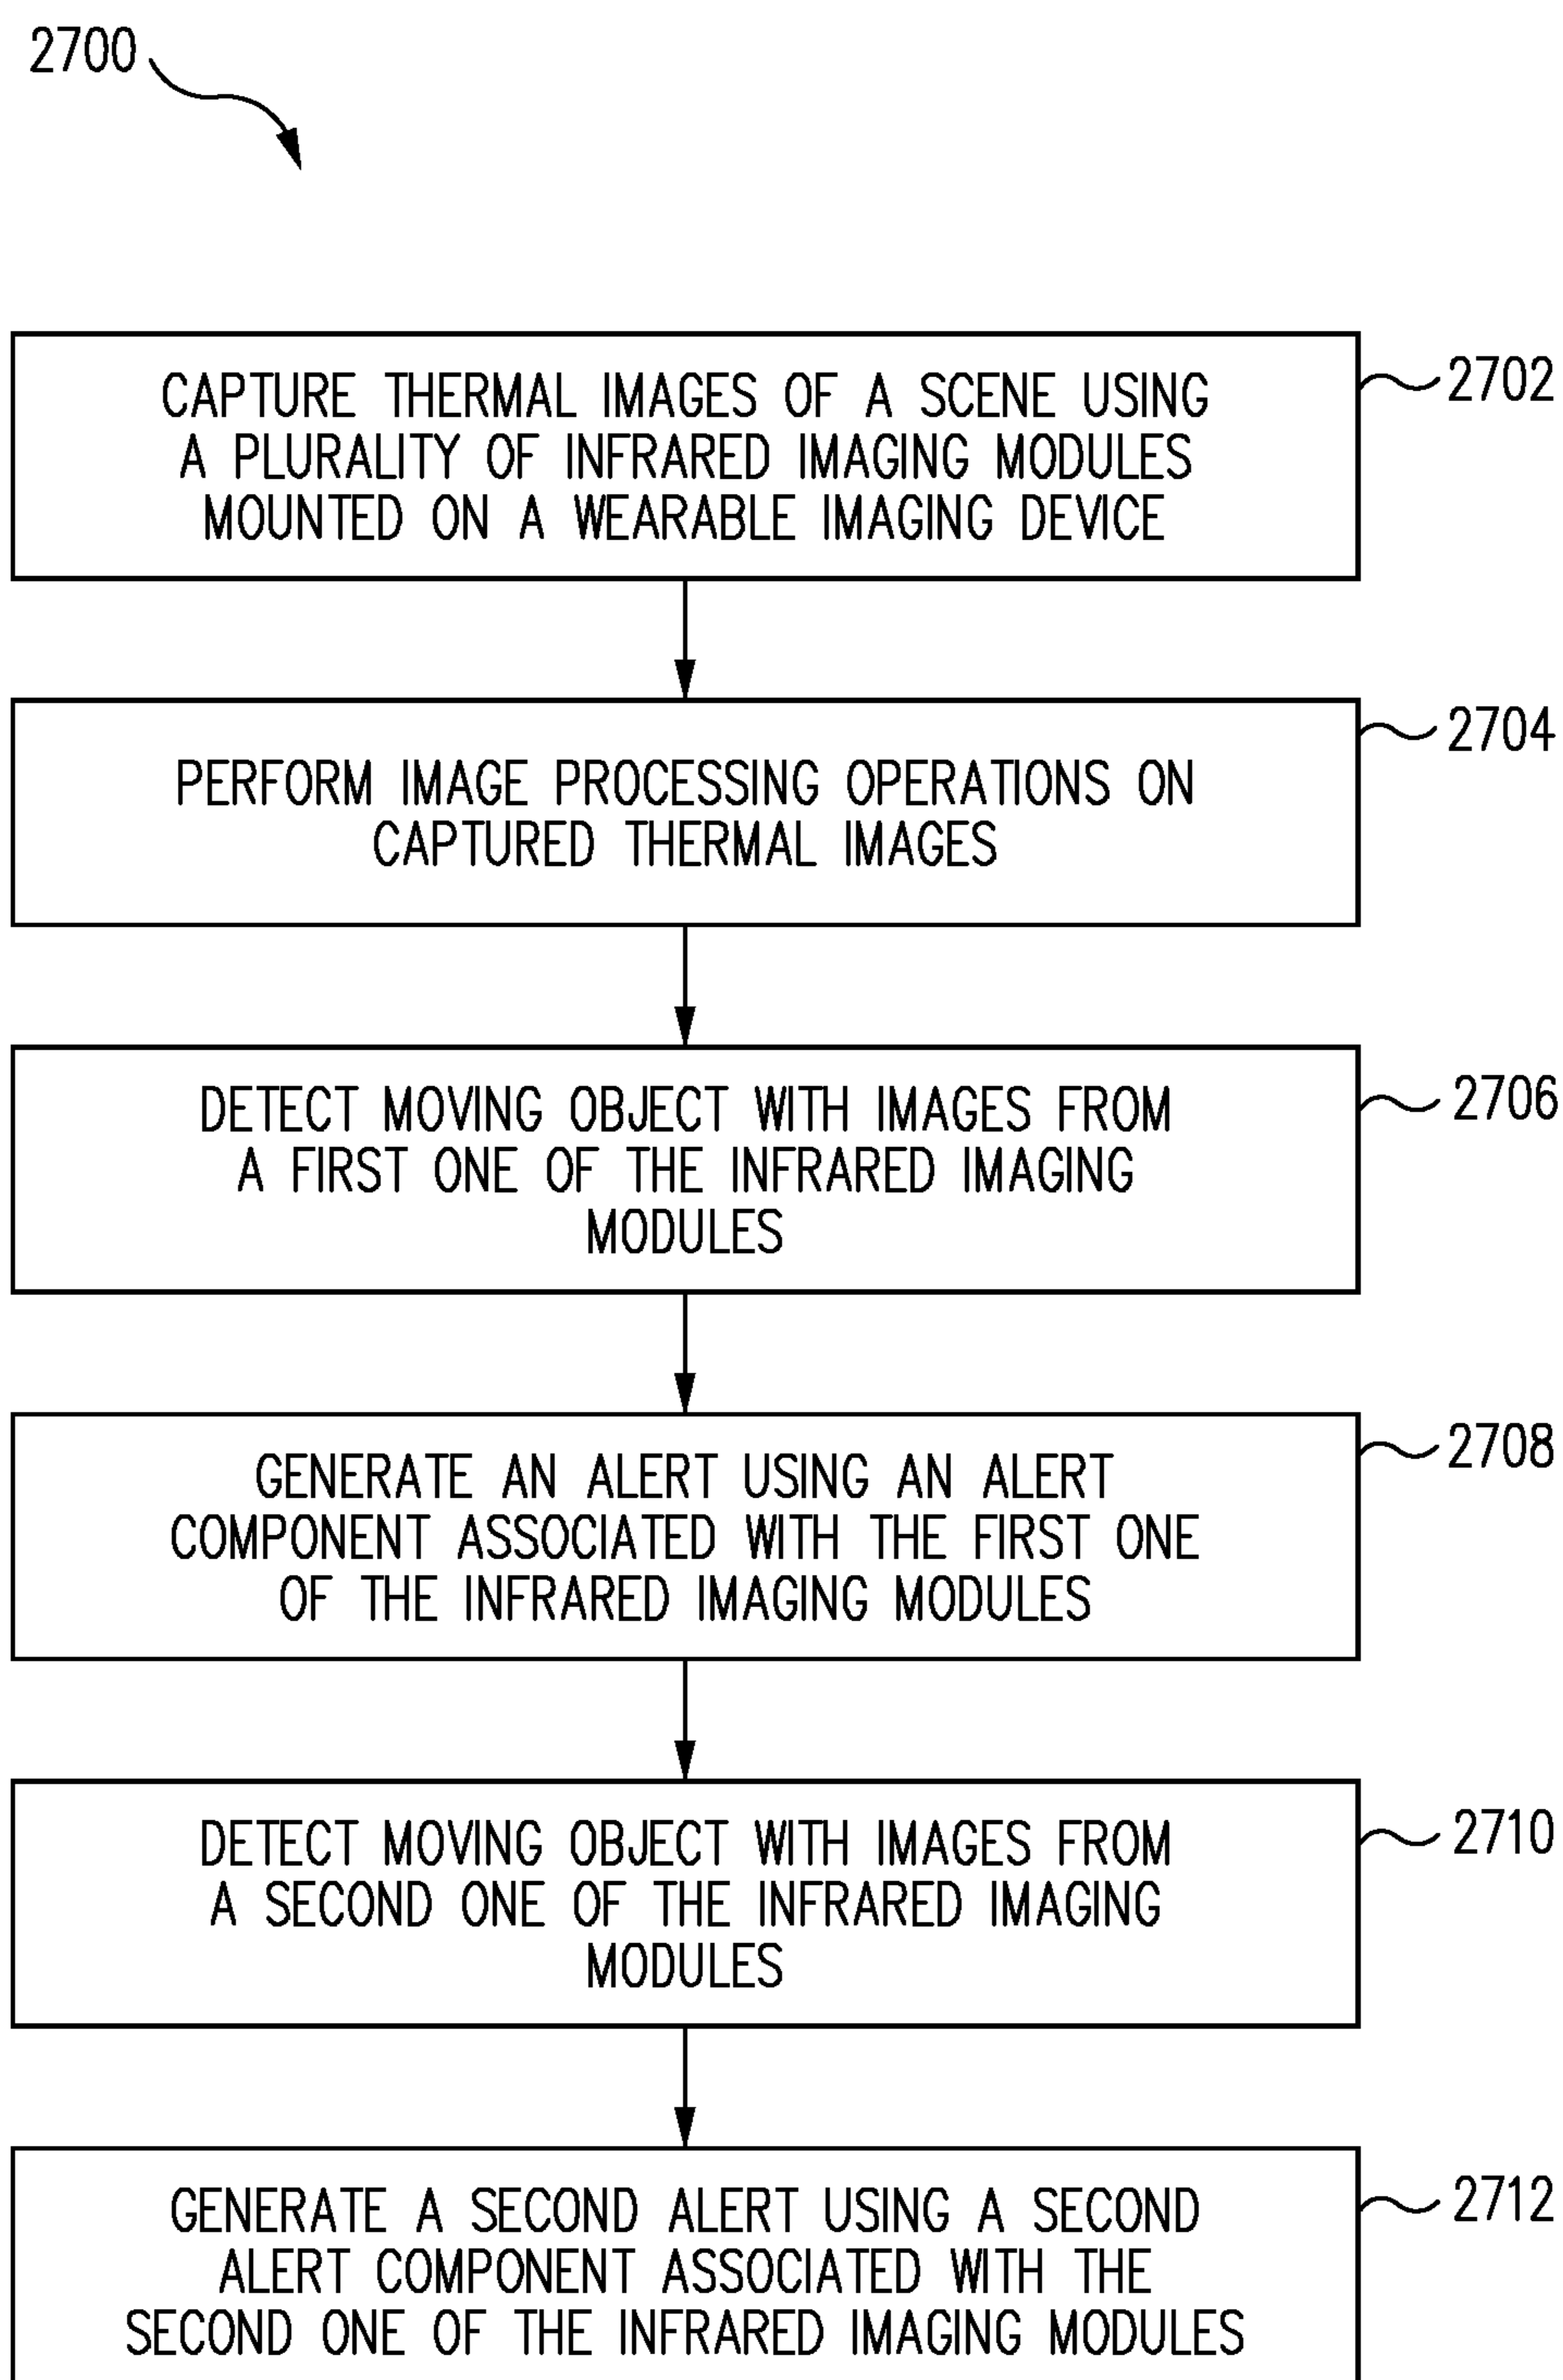 2700
CAPTURE THERMAL IMAGES OF A SCENE USING
A PLURALITY OF INFRARED IMAGING MODULES
MOUNTED ON A WEARABLE IMAGING DEVICE
2702
PERFORM IMAGE PROCESSING OPERATIONS ON
CAPTURED THERMAL IMAGES
2704
DETECT MOVING OBJECT WITH IMAGES FROM
A FIRST ONE OF THE INFRARED IMAGING
MODULES
2706
GENERATE AN ALERT USING AN ALERT
COMPONENT ASSOCIATED WITH THE FIRST ONE
OF THE INFRARED IMAGING MODULES
2708
DETECT MOVING OBJECT WITH IMAGES FROM
A SECOND ONE OF THE INFRARED IMAGING
MODULES
2710
GENERATE A SECOND ALERT USING A SECOND
ALERT COMPONENT ASSOCIATED WITH THE
SECOND ONE OF THE INFRARED IMAGING MODULES
2712